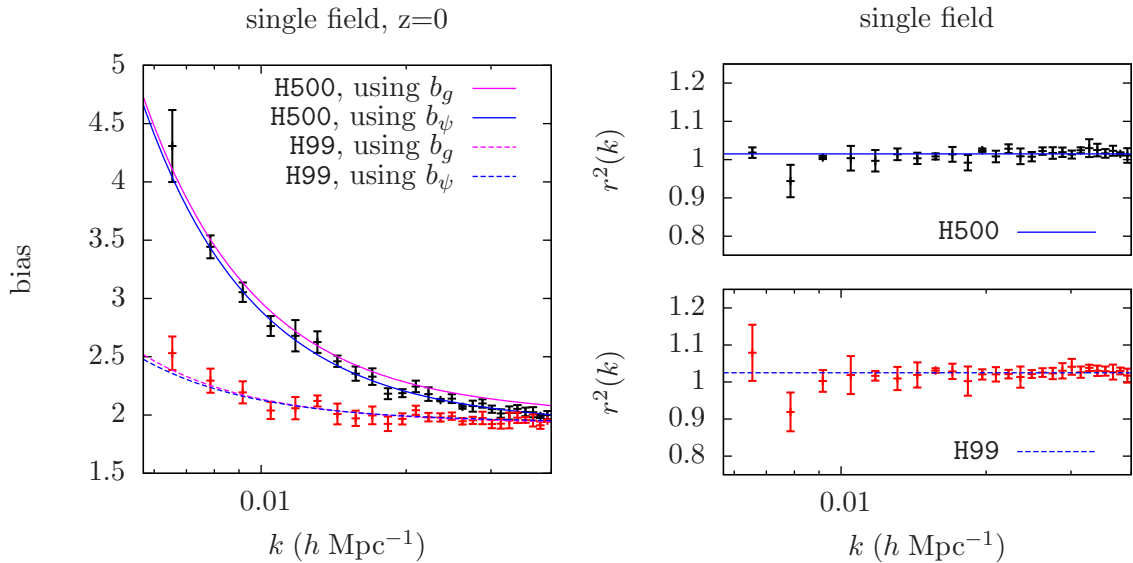 single field, z=0
5
4.5
4
3.5
3
2.5
2
1.5
bias
H500, using b_g
H500, using b_ψ
H99, using b_g
H99, using b_ψ
0.01
k (h Mpc⁻¹)
single field
1.2
1.1
1
0.9
0.8
r²(k)
H500
1.2
1.1
1
0.9
0.8
r²(k)
H99
0.01
k (h Mpc⁻¹)